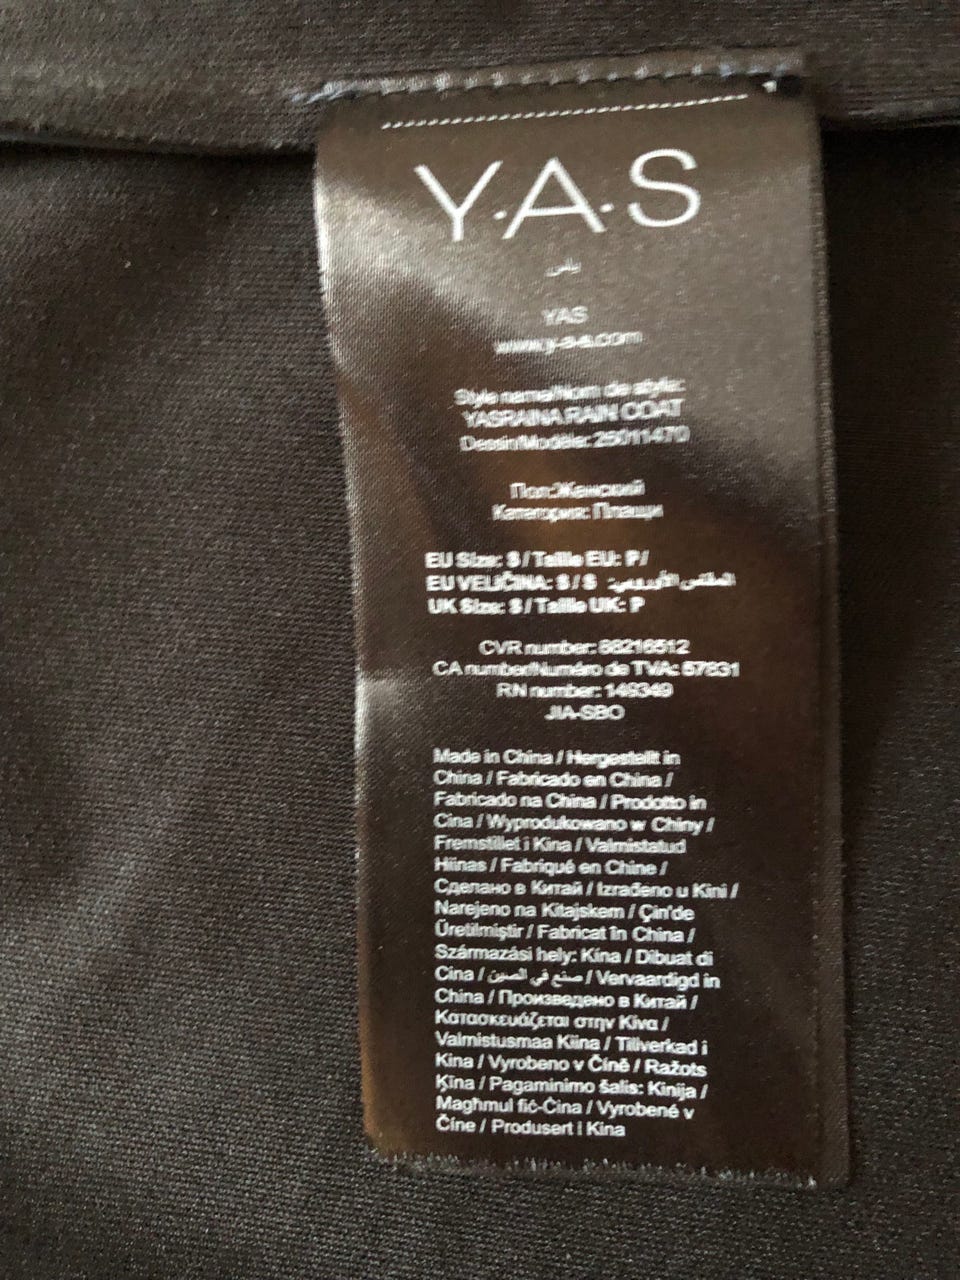 Y.A.S
ياس
YAS
www.y-a-s.com
Style name/Nom de style:
YASRAINA RAIN COAT
Dessin/Modèle: 26011470
Пол:Женский
Категория: Плащи
EU Size: S / Taille EU: P /
EU VELIČINA: S / S :المقاس الأوروبي
UK Size: S / Taille UK: P
CVR number: 88216512
CA number/Numéro de TVA: 57831
RN number: 149349
JIA-SBO
Made in China / Hergestellt in
China / Fabricado en China /
Fabricado na China / Prodotto in
Cina / Wyprodukowano w Chiny /
Fremstillet i Kina / Valmistatud
Hiinas / Fabriqué en Chine /
Сделано в Китай / Izrađeno u Kini /
Narejeno na Kitajskem / Çin'de
Üretilmiştir / Fabricat în China /
Származási hely: Kína / Dibuat di
Cina / صنع في الصين / Vervaardigd in
China / Произведено в Китай /
Κατασκευάζεται στην Κίνα /
Valmistusmaa Kiina / Tillverkad i
Kina / Vyrobeno v Číně / Ražots
Ķīna / Pagaminimo šalis: Kinija /
Magħmul fiċ-Ċina / Vyrobené v
Číne / Produsert i Kina